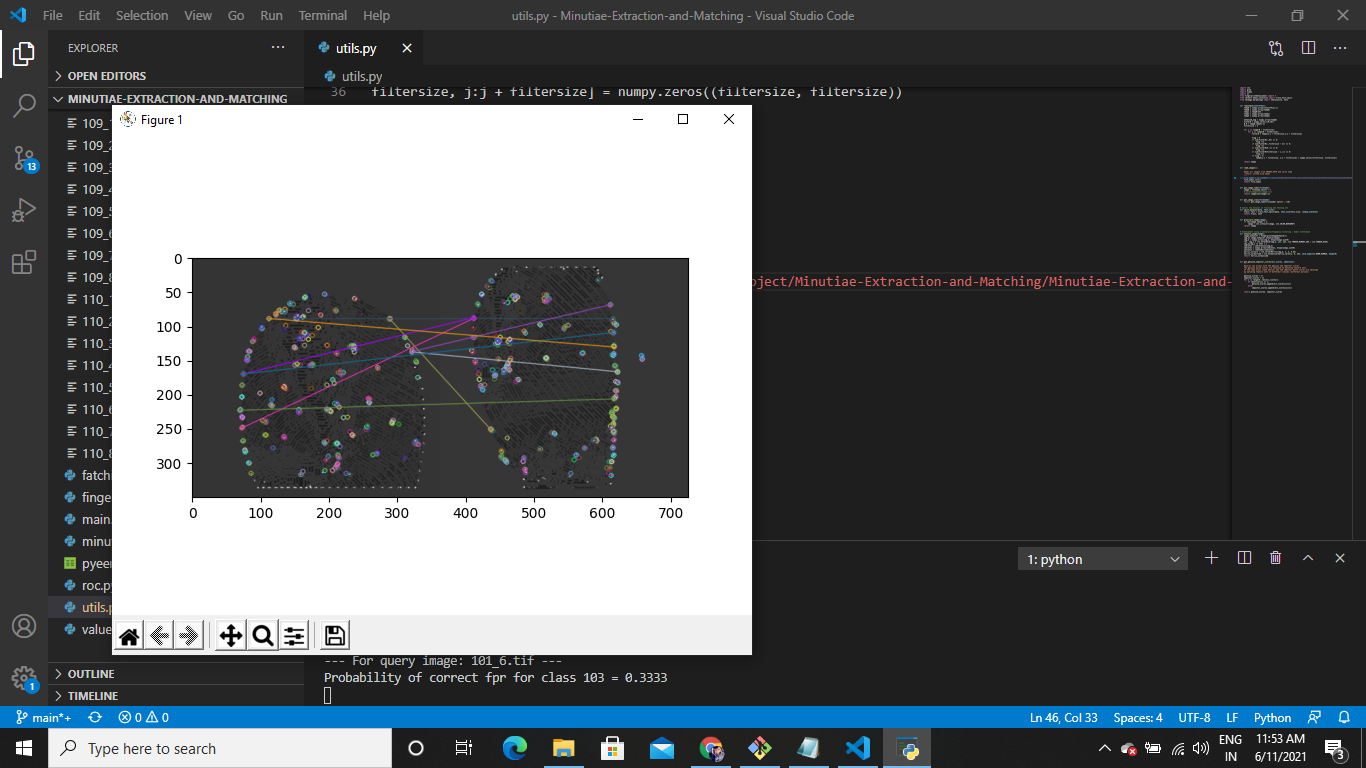 File Edit Selection View Go Run Terminal Help
utils.py - Minutiae-Extraction-and-Matching - Visual Studio Code
EXPLORER
OPEN EDITORS
MINUTIAE-EXTRACTION-AND-MATCHING
109_
109_2
109_3
109_4
109_5
109_6
109_7
109_8
110_1
110_2
110_3
110_4
110_5
110_6
110_7
110_8
fatch
finge
main.
minu
pyeer
roc.py
utils.p
value
OUTLINE
TIMELINE
utils.py
utils.py
36 filtersize, j:j + filtersize] = numpy.zeros((filtersize, filtersize))
oject/Minutiae-Extraction-and-Matching/Minutiae-Extraction-and-
Figure 1
0
50
100
150
200
250
300
0 100 200 300 400 500 600 700
1: python
--- For query image: 101_6.tif ---
Probability of correct fpr for class 103 = 0.3333
13
1
main*+ 0 0
Ln 46, Col 33 Spaces: 4 UTF-8 LF Python
Type here to search
ENG
IN
11:53 AM
6/11/2021
3